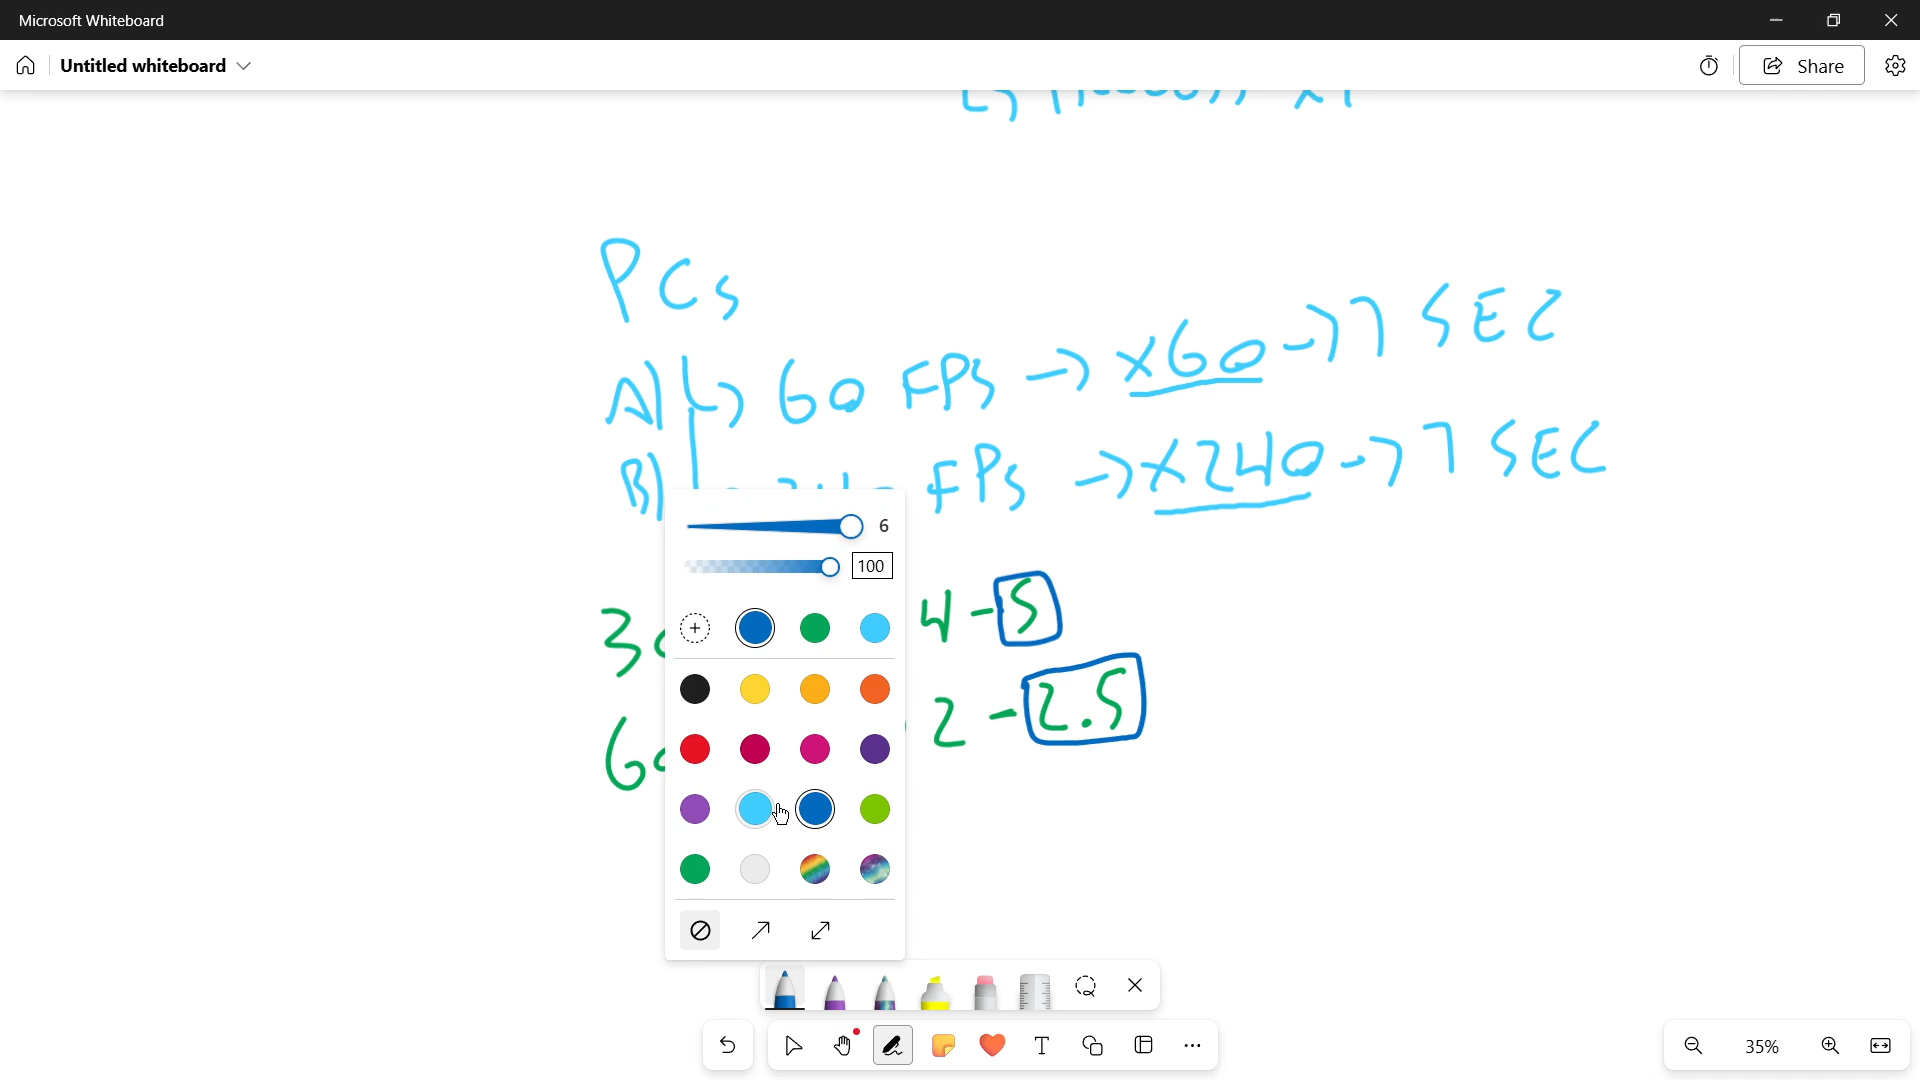 Microsoft Whiteboard
Untitled whiteboard
Share
PCs
A) 60 FPS → x60 → 7 SEC
B) FPS → x240 → 7 SEC
6
100
4 - 5
2 - 2.5
35%